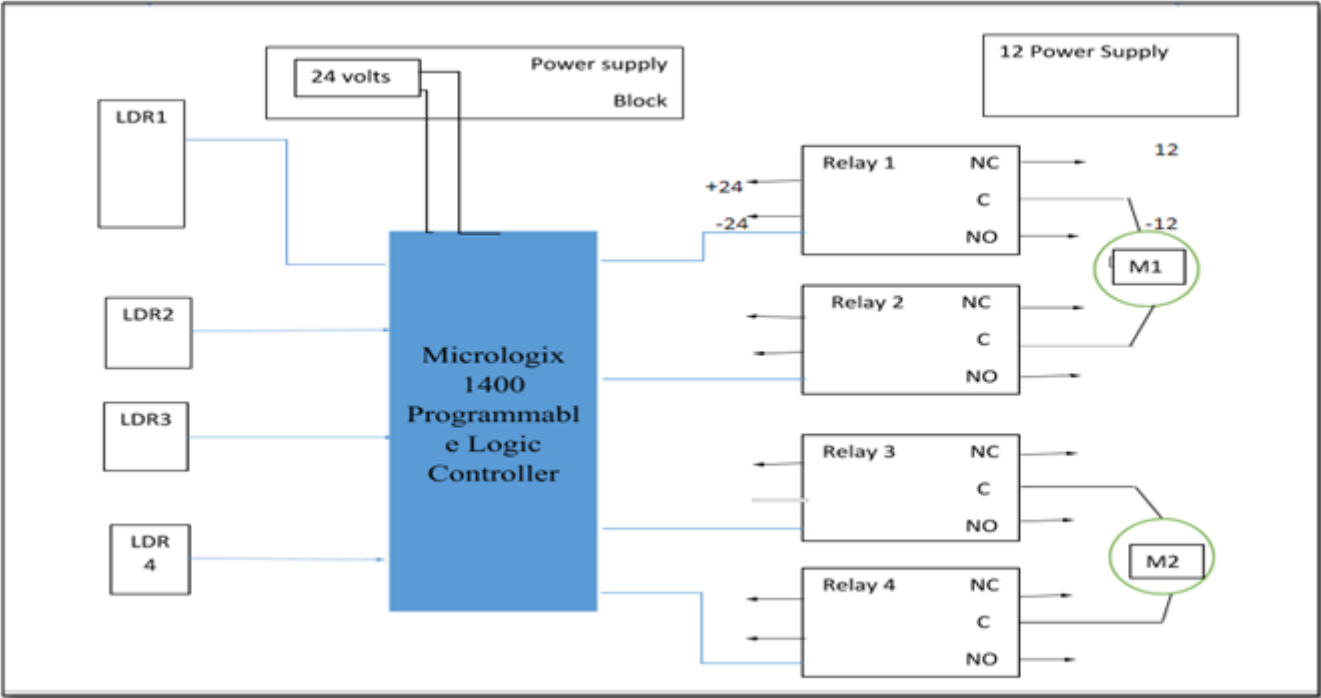 24 volts
Power supply
Block
12 Power Supply
LDR1
LDR2
LDR3
LDR
4
Micrologix
1400
Programmabl
e Logic
Controller
+24
-24
Relay 1
NC
C
NO
Relay 2
NC
C
NO
Relay 3
NC
C
NO
Relay 4
NC
C
NO
12
-12
M1
M2